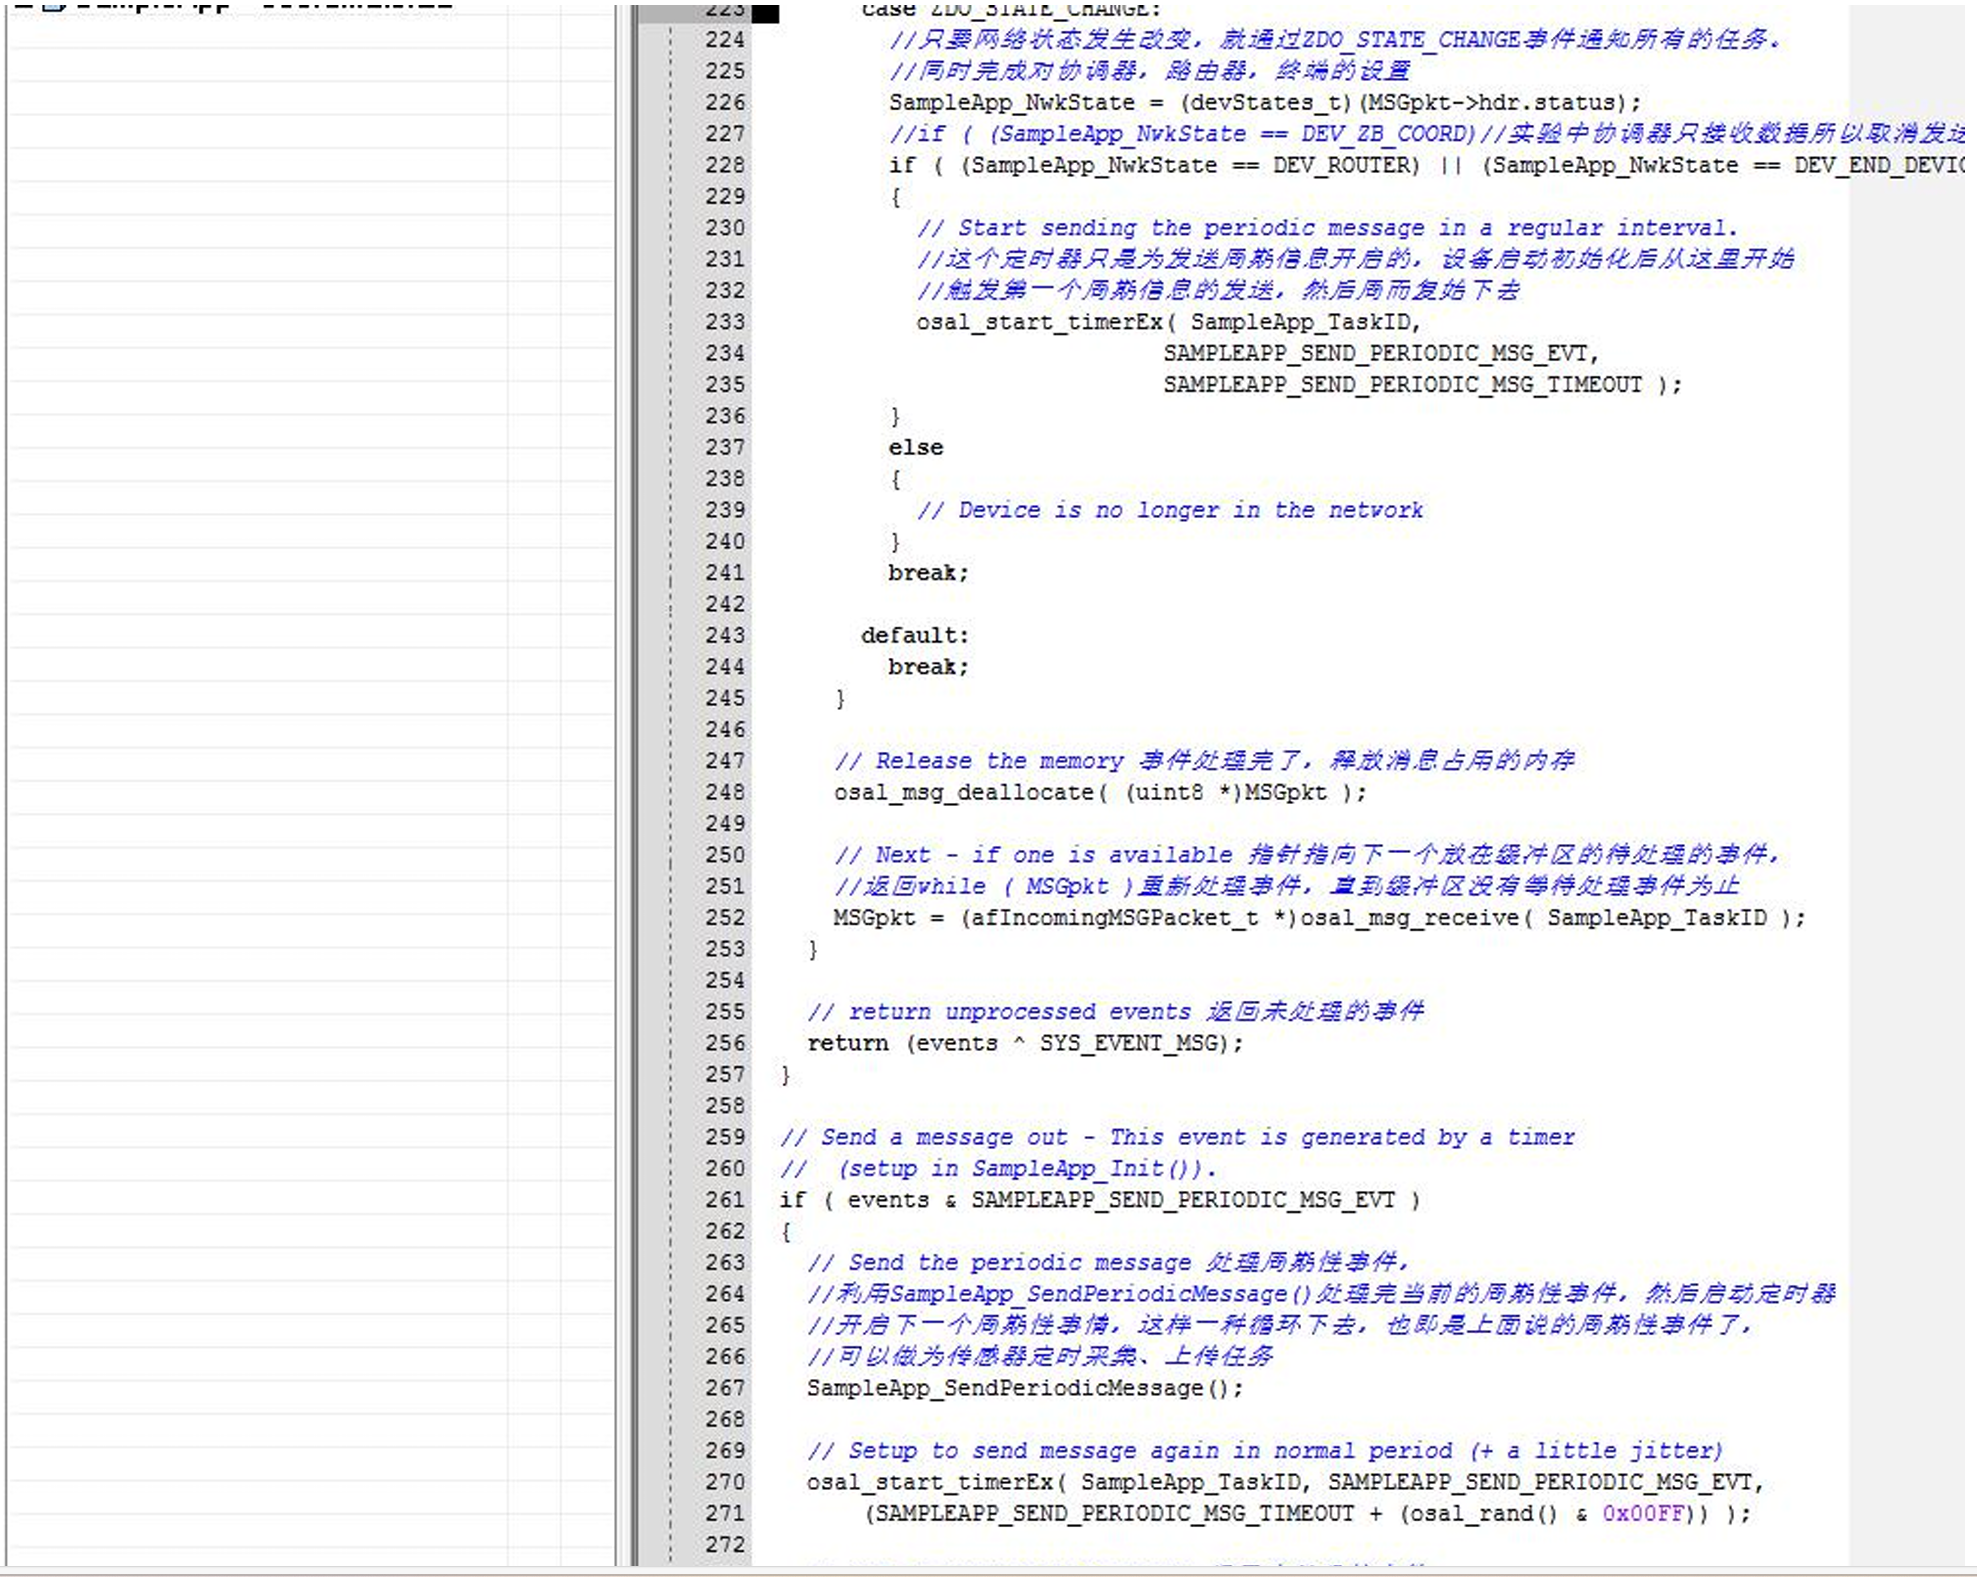 223 case ZDO_STATE_CHANGE:
224 //只要网络状态发生改变，就通过ZDO_STATE_CHANGE事件通知所有的任务。
225 //同时完成对协调器，路由器，终端的设置
226 SampleApp_NwkState = (devStates_t)(MSGpkt->hdr.status);
227 //if ( (SampleApp_NwkState == DEV_ZB_COORD)//实验中协调器只接收数据所以取消发送
228 if ( (SampleApp_NwkState == DEV_ROUTER) || (SampleApp_NwkState == DEV_END_DEVIC
229 {
230 // Start sending the periodic message in a regular interval.
231 //这个定时器只是为发送周期信息开启的，设备启动初始化后从这里开始
232 //触发第一个周期信息的发送，然后周而复始下去
233 osal_start_timerEx( SampleApp_TaskID,
234 SAMPLEAPP_SEND_PERIODIC_MSG_EVT,
235 SAMPLEAPP_SEND_PERIODIC_MSG_TIMEOUT );
236 }
237 else
238 {
239 // Device is no longer in the network
240 }
241 break;
242
243 default:
244 break;
245 }
246
247 // Release the memory 事件处理完了，释放消息占用的内存
248 osal_msg_deallocate( (uint8 *)MSGpkt );
249
250 // Next - if one is available 指针指向下一个放在缓冲区的待处理的事件，
251 //返回while ( MSGpkt )重新处理事件，直到缓冲区没有等待处理事件为止
252 MSGpkt = (afIncomingMSGPacket_t *)osal_msg_receive( SampleApp_TaskID );
253 }
254
255 // return unprocessed events 返回未处理的事件
256 return (events ^ SYS_EVENT_MSG);
257 }
258
259 // Send a message out - This event is generated by a timer
260 // (setup in SampleApp_Init()).
261 if ( events & SAMPLEAPP_SEND_PERIODIC_MSG_EVT )
262 {
263 // Send the periodic message 处理周期性事件，
264 //利用SampleApp_SendPeriodicMessage()处理完当前的周期性事件，然后启动定时器
265 //开启下一个周期性事情，这样一种循环下去，也即是上面说的周期性事件了，
266 //可以做为传感器定时采集、上传任务
267 SampleApp_SendPeriodicMessage();
268
269 // Setup to send message again in normal period (+ a little jitter)
270 osal_start_timerEx( SampleApp_TaskID, SAMPLEAPP_SEND_PERIODIC_MSG_EVT,
271 (SAMPLEAPP_SEND_PERIODIC_MSG_TIMEOUT + (osal_rand() & 0x00FF)) );
272